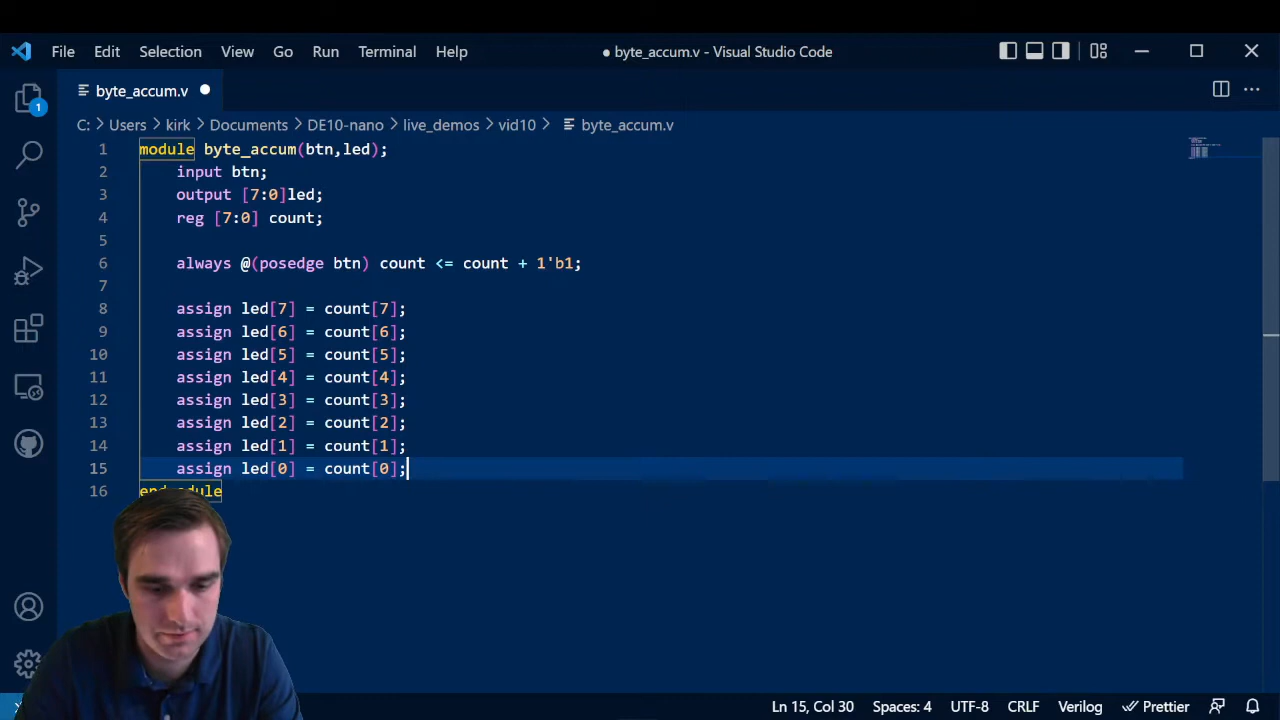 File Edit Selection View Go Run Terminal Help ● byte_accum.v - Visual Studio Code
1 byte_accum.v ●
C: > Users > kirk > Documents > DE10-nano > live_demos > vid10 > byte_accum.v
1 module byte_accum(btn,led);
2     input btn;
3     output [7:0]led;
4     reg [7:0] count;
5
6     always @(posedge btn) count <= count + 1'b1;
7
8     assign led[7] = count[7];
9     assign led[6] = count[6];
10     assign led[5] = count[5];
11     assign led[4] = count[4];
12     assign led[3] = count[3];
13     assign led[2] = count[2];
14     assign led[1] = count[1];
15     assign led[0] = count[0];
16 endmodule
Ln 15, Col 30 Spaces: 4 UTF-8 CRLF Verilog Prettier